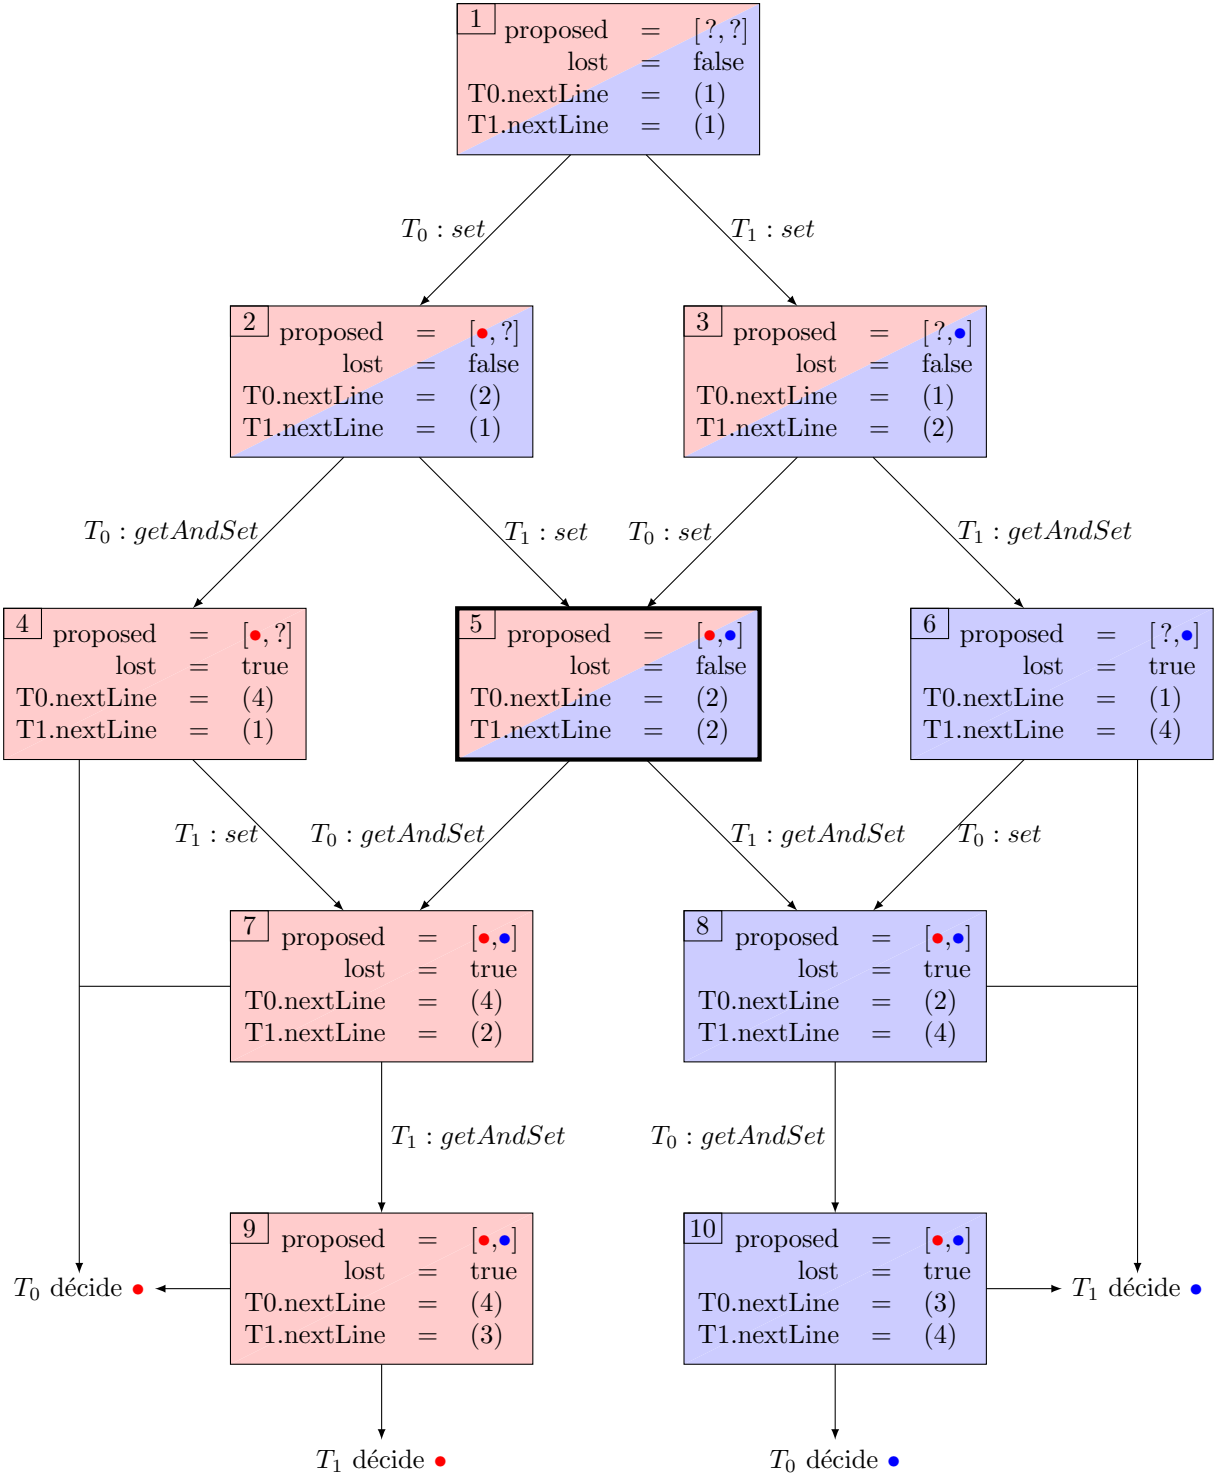 1
proposed = [ ?, ?]
lost = false
T0.nextLine = (1)
T1.nextLine = (1)
T₀ : set
T₁ : set
2
proposed = [•, ?]
lost = false
T0.nextLine = (2)
T1.nextLine = (1)
3
proposed = [ ?,•]
lost = false
T0.nextLine = (1)
T1.nextLine = (2)
T₀ : getAndSet
T₁ : set
T₀ : set
T₁ : getAndSet
4
proposed = [•, ?]
lost = true
T0.nextLine = (4)
T1.nextLine = (1)
5
proposed = [•,•]
lost = false
T0.nextLine = (2)
T1.nextLine = (2)
6
proposed = [ ?,•]
lost = true
T0.nextLine = (1)
T1.nextLine = (4)
T₁ : set
T₀ : getAndSet
T₁ : getAndSet
T₀ : set
7
proposed = [•,•]
lost = true
T0.nextLine = (4)
T1.nextLine = (2)
8
proposed = [•,•]
lost = true
T0.nextLine = (2)
T1.nextLine = (4)
T₁ : getAndSet
T₀ : getAndSet
9
proposed = [•,•]
lost = true
T0.nextLine = (4)
T1.nextLine = (3)
10
proposed = [•,•]
lost = true
T0.nextLine = (3)
T1.nextLine = (4)
T₀ décide •
T₁ décide •
T₁ décide •
T₀ décide •